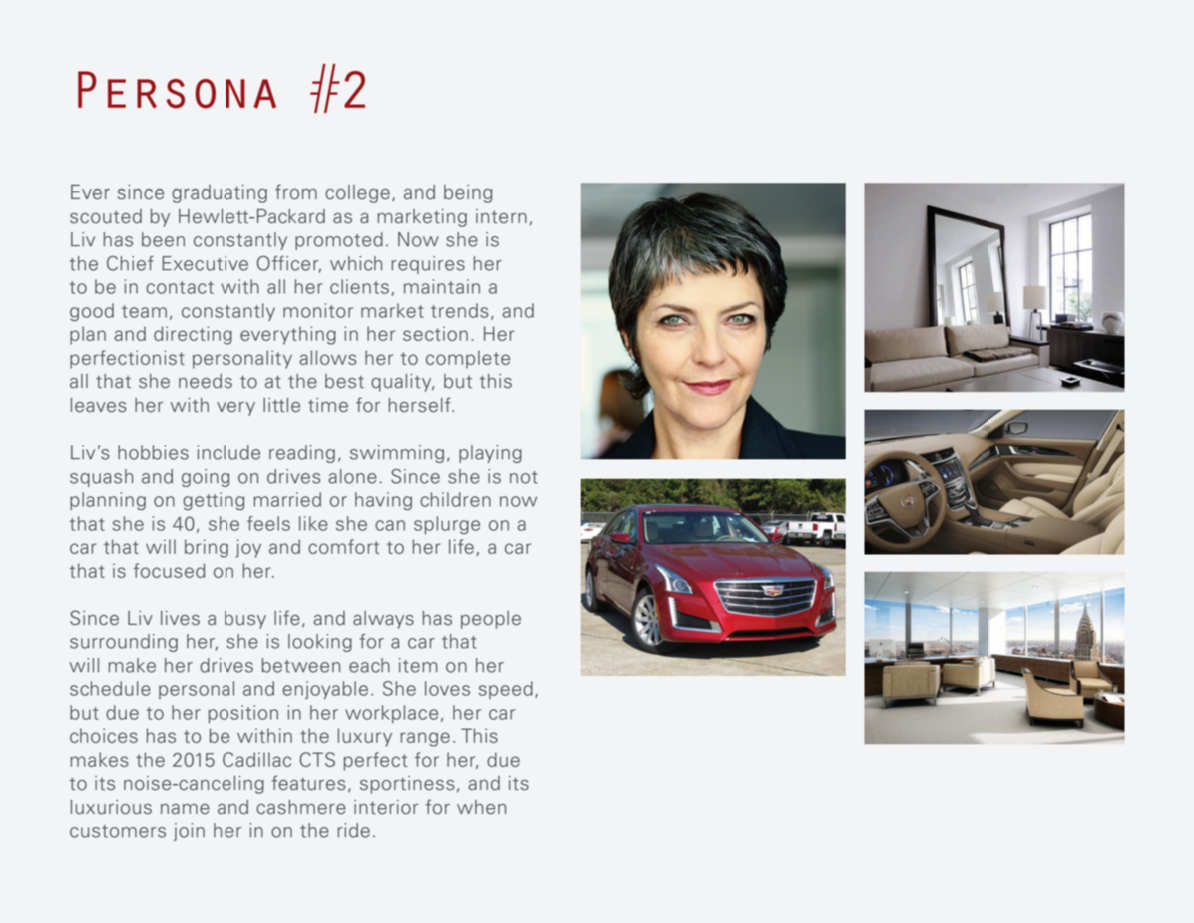 Persona #2
Ever since graduating from college, and being
scouted by Hewlett-Packard as a marketing intern,
Liv has been constantly promoted. Now she is
the Chief Executive Officer, which requires her
to be in contact with all her clients, maintain a
good team, constantly monitor market trends, and
plan and directing everything in her section. Her
perfectionist personality allows her to complete
all that she needs to at the best quality, but this
leaves her with very little time for herself.
Liv's hobbies include reading, swimming, playing
squash and going on drives alone. Since she is not
planning on getting married or having children now
that she is 40, she feels like she can splurge on a
car that will bring joy and comfort to her life, a car
that is focused on her.
Since Liv lives a busy life, and always has people
surrounding her, she is looking for a car that
will make her drives between each item on her
schedule personal and enjoyable. She loves speed,
but due to her position in her workplace, her car
choices has to be within the luxury range. This
makes the 2015 Cadillac CTS perfect for her, due
to its noise-canceling features, sportiness, and its
luxurious name and cashmere interior for when
customers join her in on the ride.